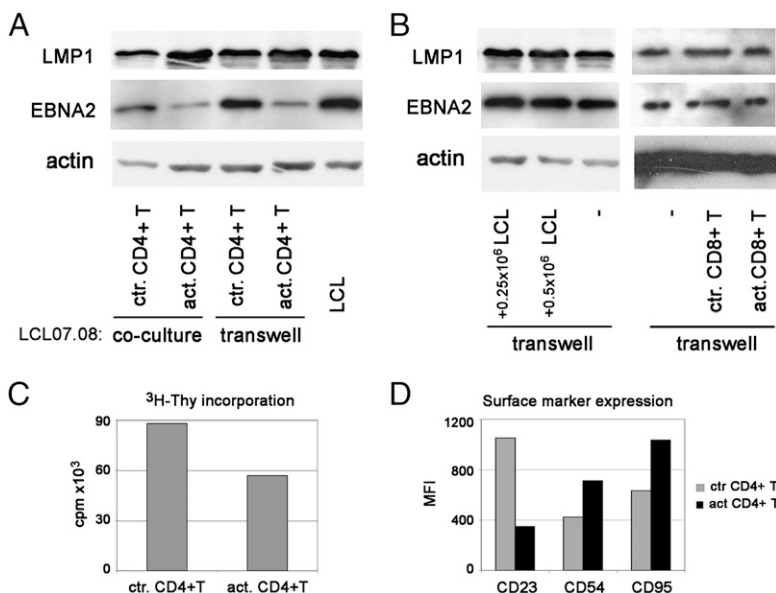 A
LMP1
EBNA2
actin
ctr. CD4+ T
act. CD4+ T
ctr. CD4+ T
act.CD4+ T
LCL
LCL07.08: co-culture transwell
B
LMP1
EBNA2
actin
+0.25x10⁶ LCL
+0.5x10⁶ LCL
-
-
ctr. CD8+ T
act.CD8+ T
transwell
transwell
C
³H-Thy incorporation
cpm x10³
90
60
30
0
ctr. CD4+T act. CD4+T
D
Surface marker expression
MFI
1200
800
400
0
CD23 CD54 CD95
ctr CD4+ T
act CD4+ T